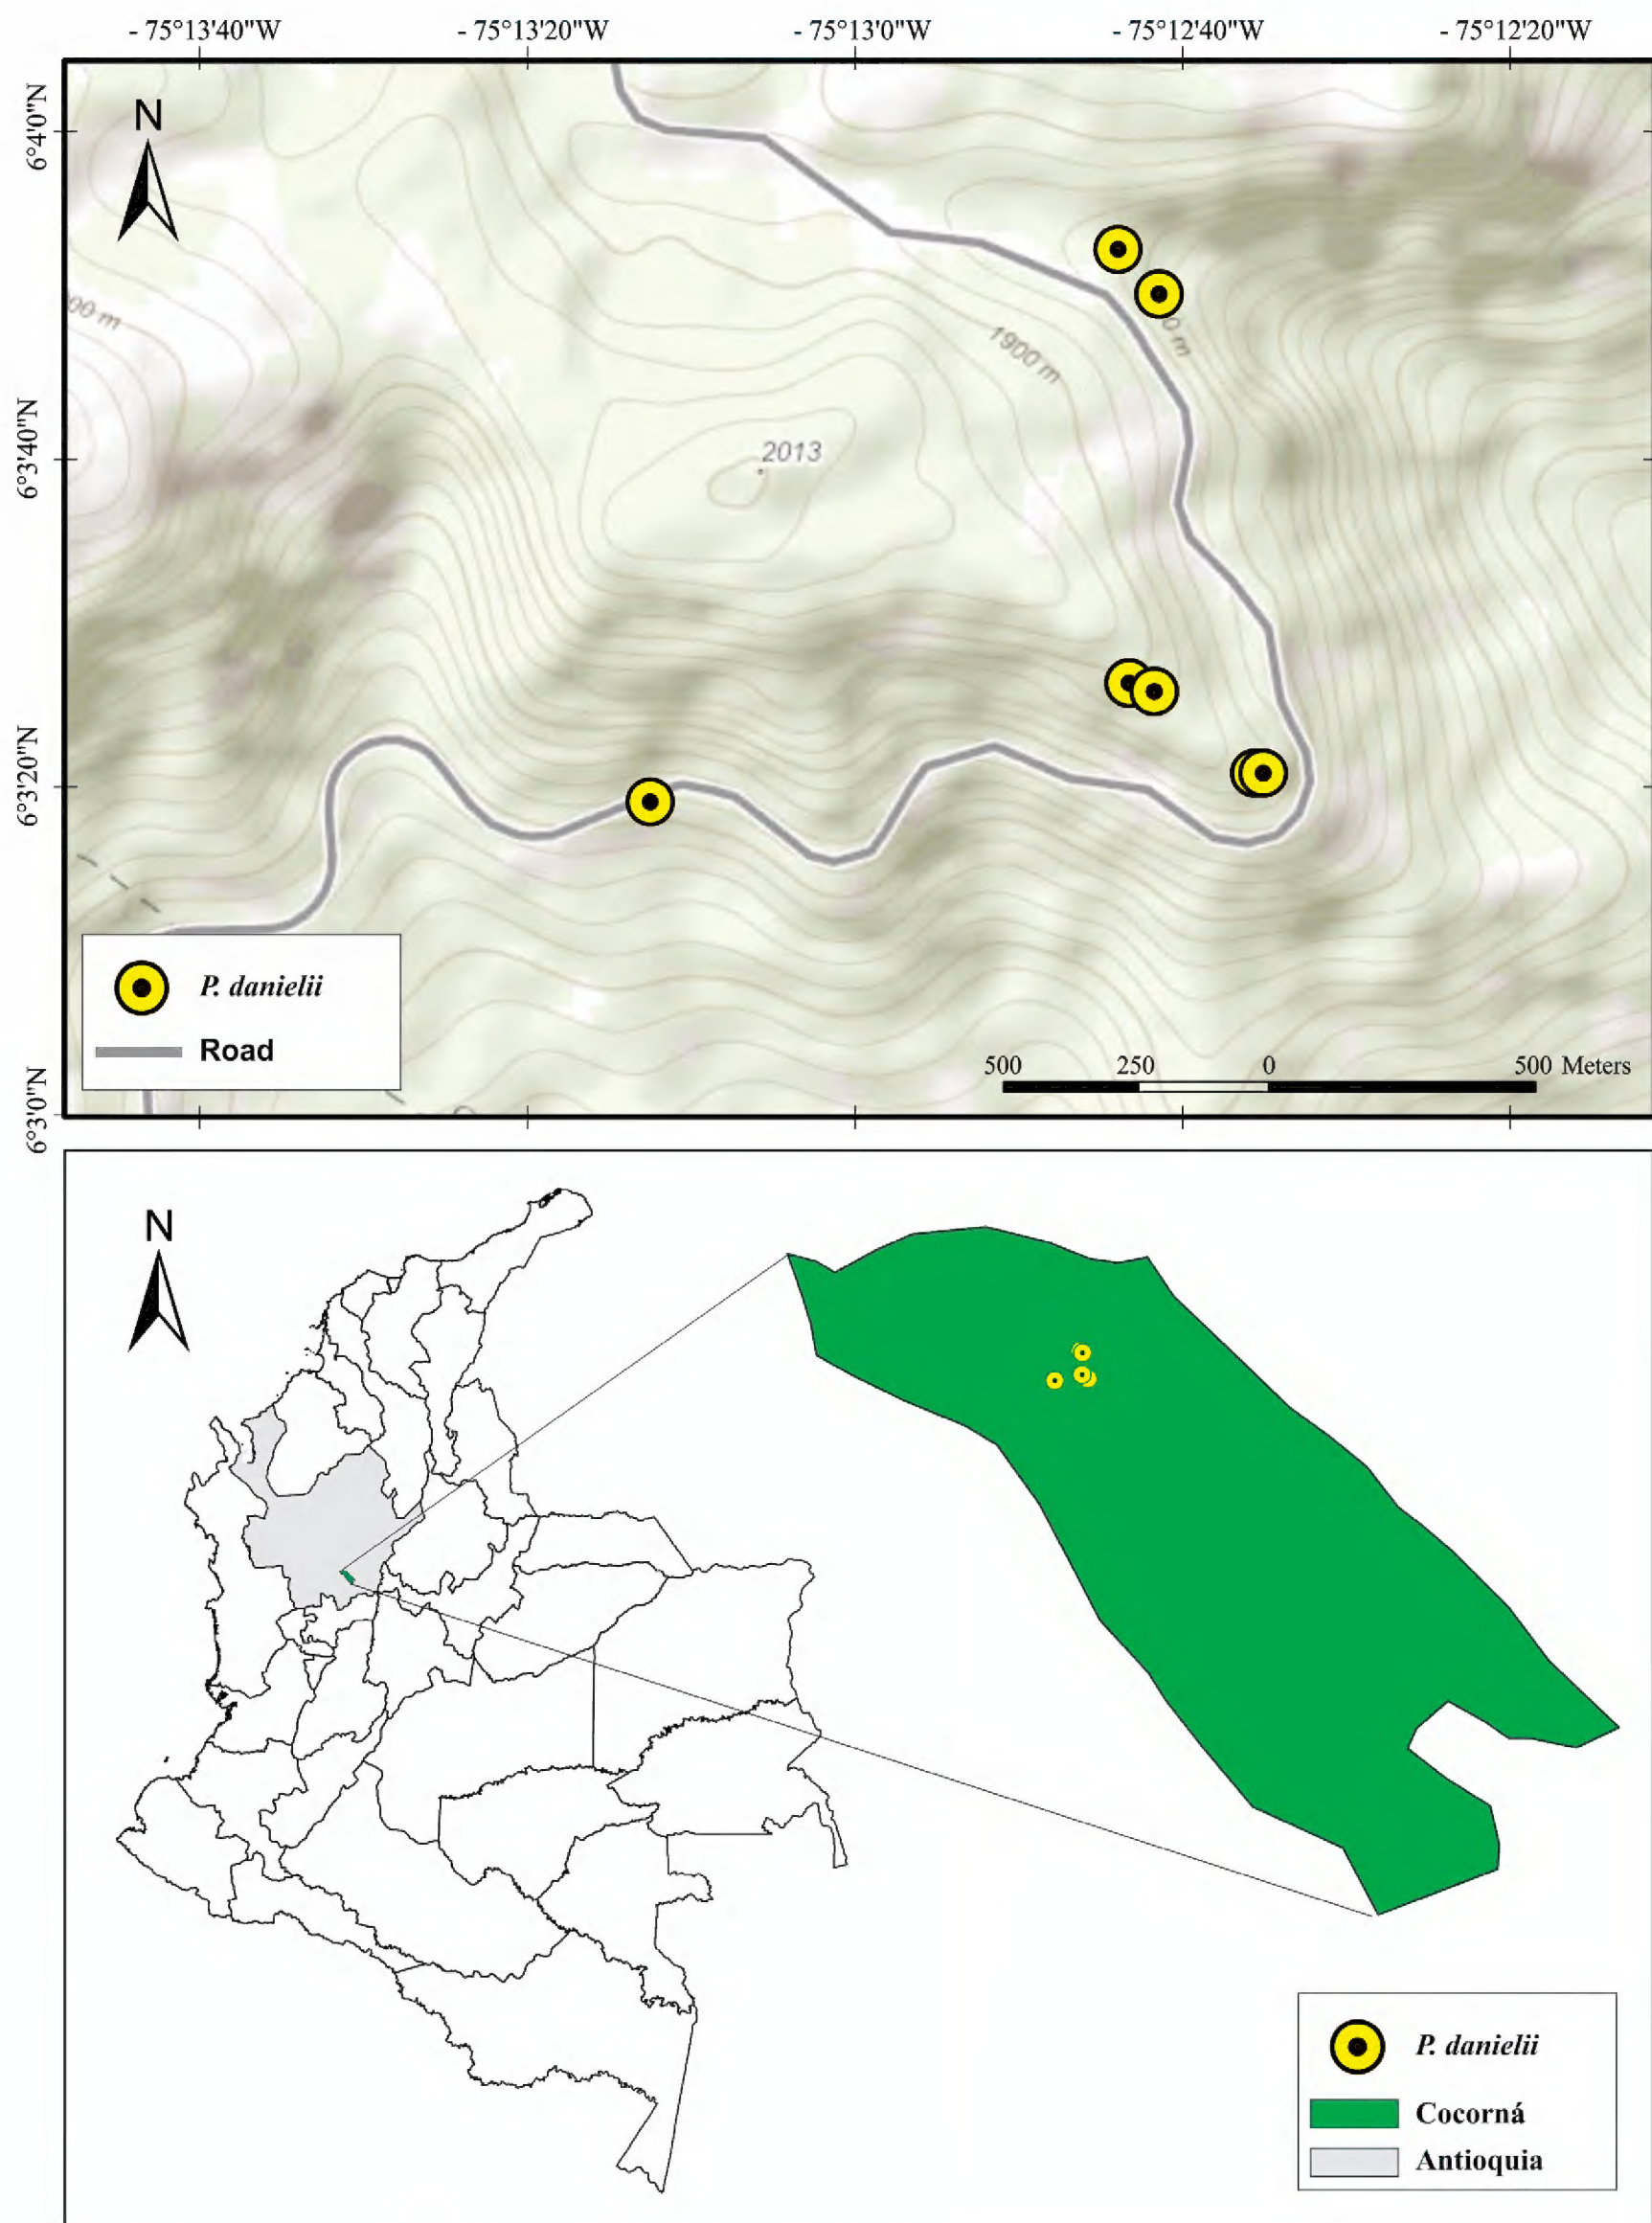 - 75°13'40"W - 75°13'20"W - 75°13'0"W - 75°12'40"W - 75°12'20"W
6°4'0"N
N
00 m
1900 m
0 m
6°3'40"N
2013
6°3'20"N
P. danielii
Road
500 250 0 500 Meters
6°3'0"N
N
P. danielii
Cocorná
Antioquia